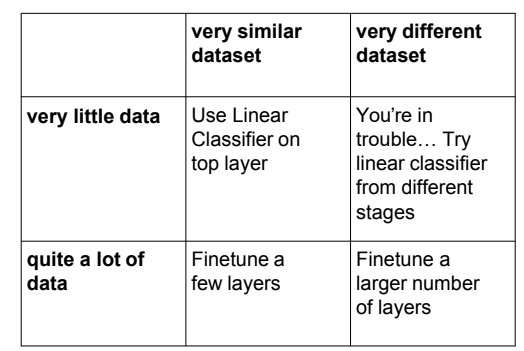 very similar
dataset
very different
dataset
very little data
Use Linear
Classifier on
top layer
You're in
trouble… Try
linear classifier
from different
stages
quite a lot of
data
Finetune a
few layers
Finetune a
larger number
of layers